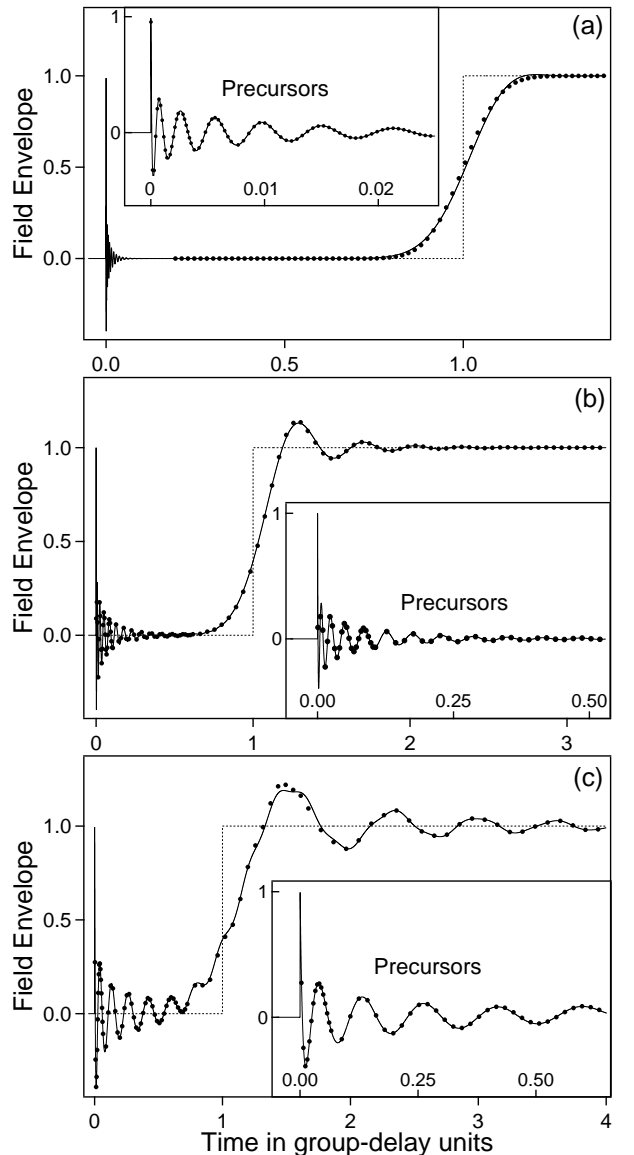 (a)
Field Envelope
1.0
0.5
0.0
1
0
Precursors
0 0.01 0.02
0.0 0.5 1.0
(b)
Field Envelope
1.0
0.5
0.0
1
0
Precursors
0.00 0.25 0.50
0 1 2 3
(c)
Field Envelope
1.0
0.5
0.0
1
0
Precursors
0.00 0.25 0.50
0 1 2 3 4
Time in group-delay units